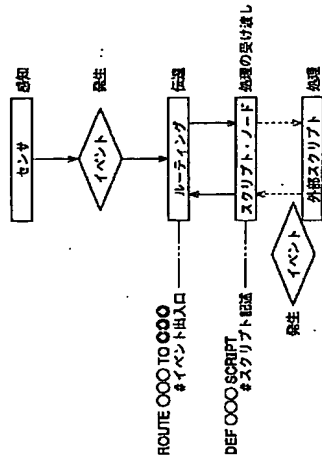 センサ
感知
イベント
発生
ROUTE ○○○ TO ○○○
#イベント出入口
ルーティング
伝達
DEF ○○○ SCRIPT
#スクリプト記述
スクリプト・ノード
処理の受け渡し
イベント
発生
外部スクリプト
処理